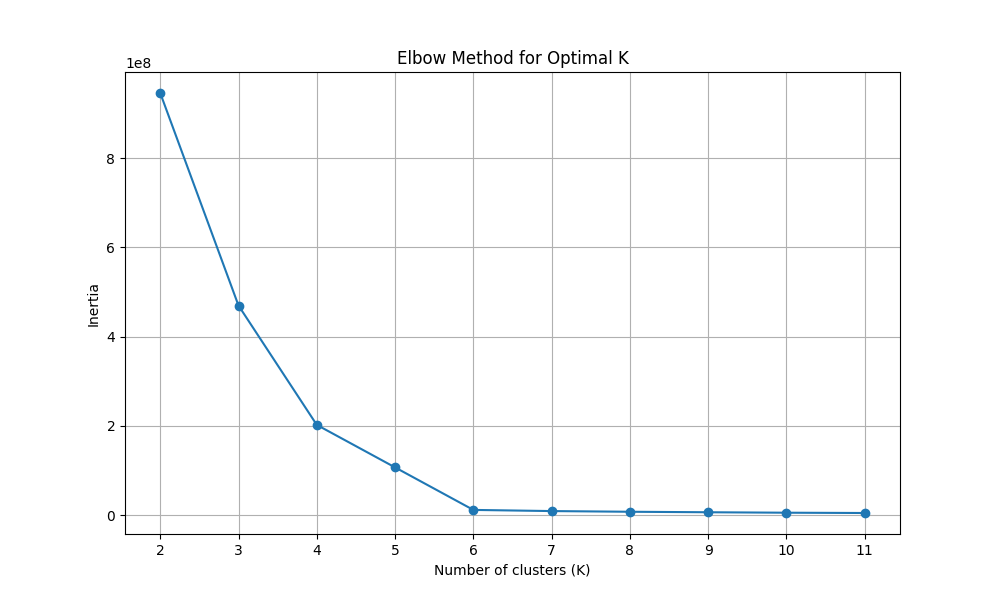 Elbow Method for Optimal K
1e8
8
6
4
2
0
Inertia
2 3 4 5 6 7 8 9 10 11
Number of clusters (K)